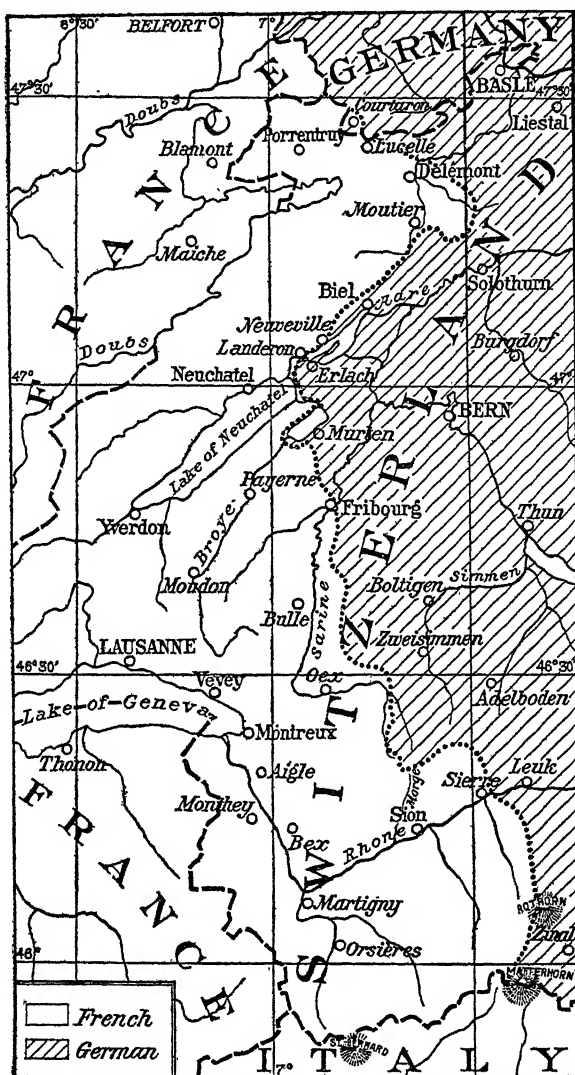 BELFORT
6°30'
7°
GERMANY
BASLE
47°30'
47°30'
Doubs
Courtaron
Liestal
Porrentruy
Blamont
Lucelle
Délémont
Moutier
Maiche
Solothurn
Biel
Aare
Neuveville
Doubs
Landeron
Burgdorf
FRANCE
Erlach
Neuchatel
47°
47°
BERN
Lake of Neuchatel
Murten
Payerne
Yverdon
Fribourg
Broye
Thun
Moudon
Simmen
Boltigen
Bulle
Sarine
Zweisimmen
LAUSANNE
46°30'
46°30'
Vevey
Oex
Adelboden
Lake-of-Geneva
Montreux
Thonon
Aigle
Morge
Sierre
Leuk
Monthey
Bex
Sion
Rhone
FRANCE
Martigny
ROTHORN
Orsières
Zinal
46°
MATTERHORN
SWITZERLAND
French
German
ST. BERNARD
ITALY
7°